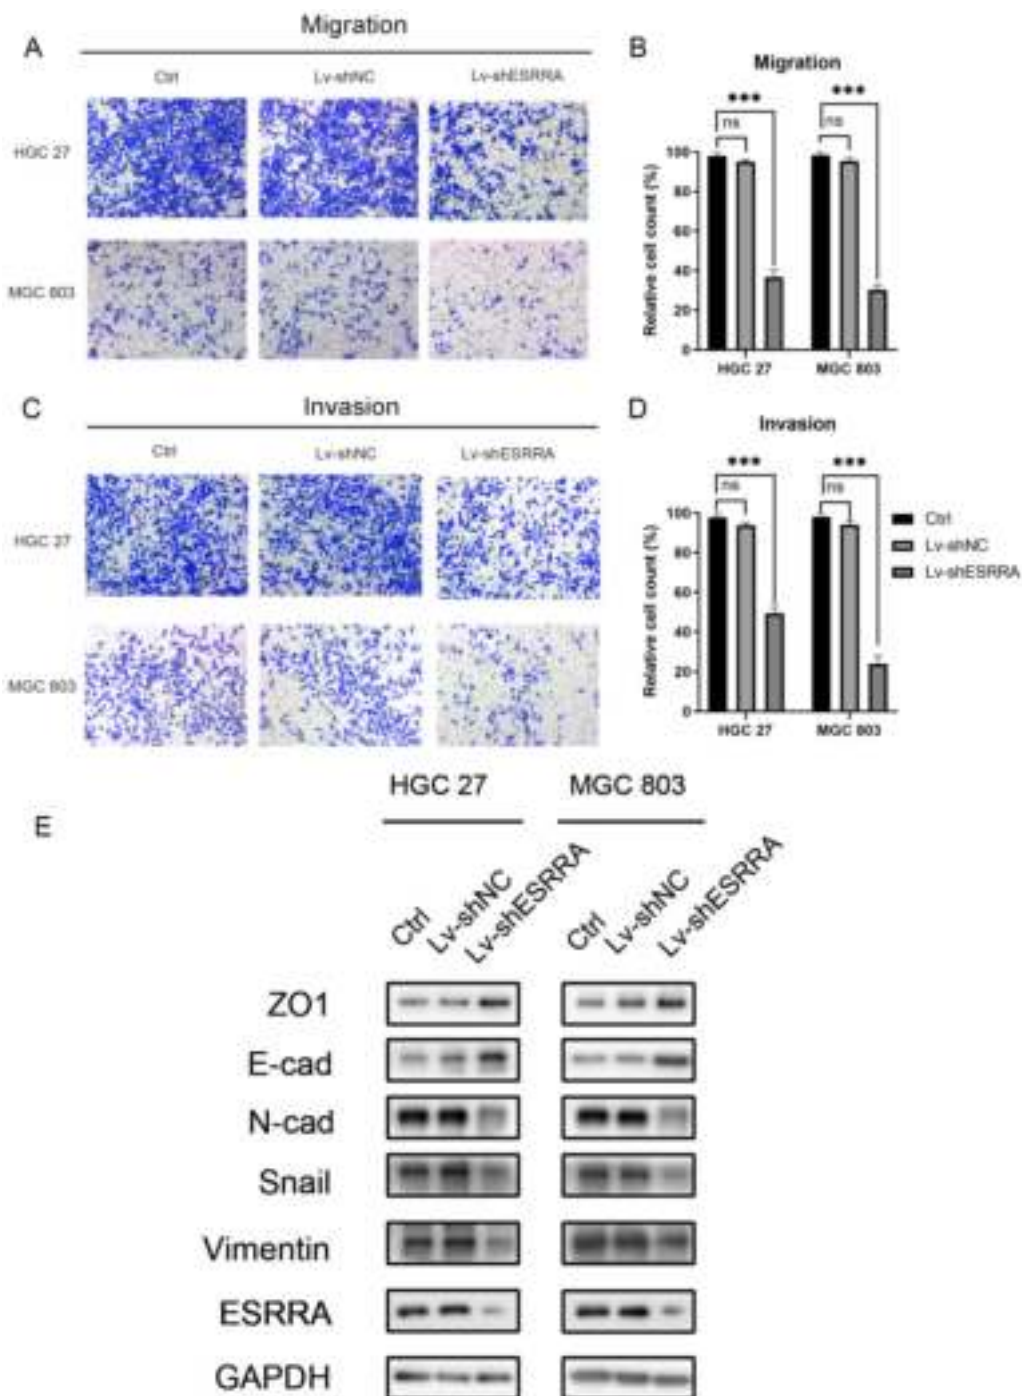 A
Migration
Ctrl
Lv-shNC
Lv-shESRRA
HGC 27
MGC 803
B
Migration
***
***
ns
ns
Relative cell count (%)
100
80
60
40
20
0
HGC 27
MGC 803
C
Invasion
Ctrl
Lv-shNC
Lv-shESRRA
HGC 27
MGC 803
D
Invasion
***
***
ns
ns
Relative cell count (%)
100
80
60
40
20
0
HGC 27
MGC 803
Ctrl
Lv-shNC
Lv-shESRRA
E
HGC 27
MGC 803
Ctrl
Lv-shNC
Lv-shESRRA
Ctrl
Lv-shNC
Lv-shESRRA
ZO1
E-cad
N-cad
Snail
Vimentin
ESRRA
GAPDH